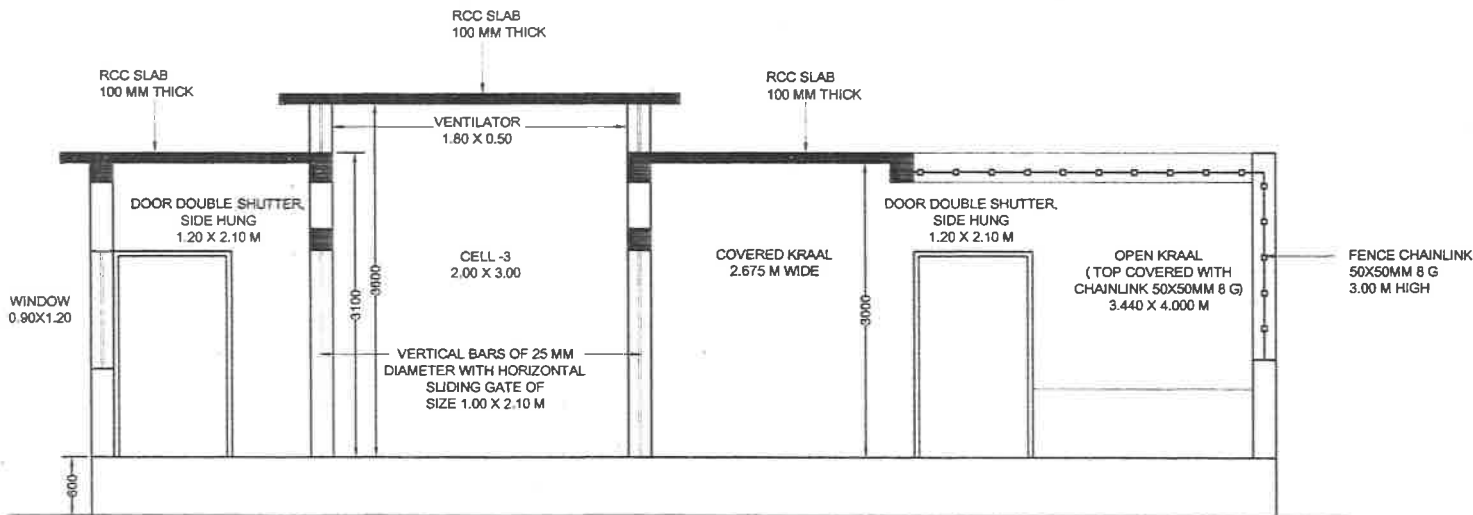 RCC SLAB
100 MM THICK
RCC SLAB
100 MM THICK
RCC SLAB
100 MM THICK
VENTILATOR
1.80 X 0.50
DOOR DOUBLE SHUTTER,
SIDE HUNG
1.20 X 2.10 M
DOOR DOUBLE SHUTTER,
SIDE HUNG
1.20 X 2.10 M
CELL -3
2.00 X 3.00
COVERED KRAAL
2.675 M WIDE
OPEN KRAAL
( TOP COVERED WITH
CHAINLINK 50X50MM 8 G)
3.440 X 4.000 M
FENCE CHAINLINK
50X50MM 8 G
3.00 M HIGH
WINDOW
0.90X1.20
3100
3600
3000
VERTICAL BARS OF 25 MM
DIAMETER WITH HORIZONTAL
SLIDING GATE OF
SIZE 1.00 X 2.10 M
600